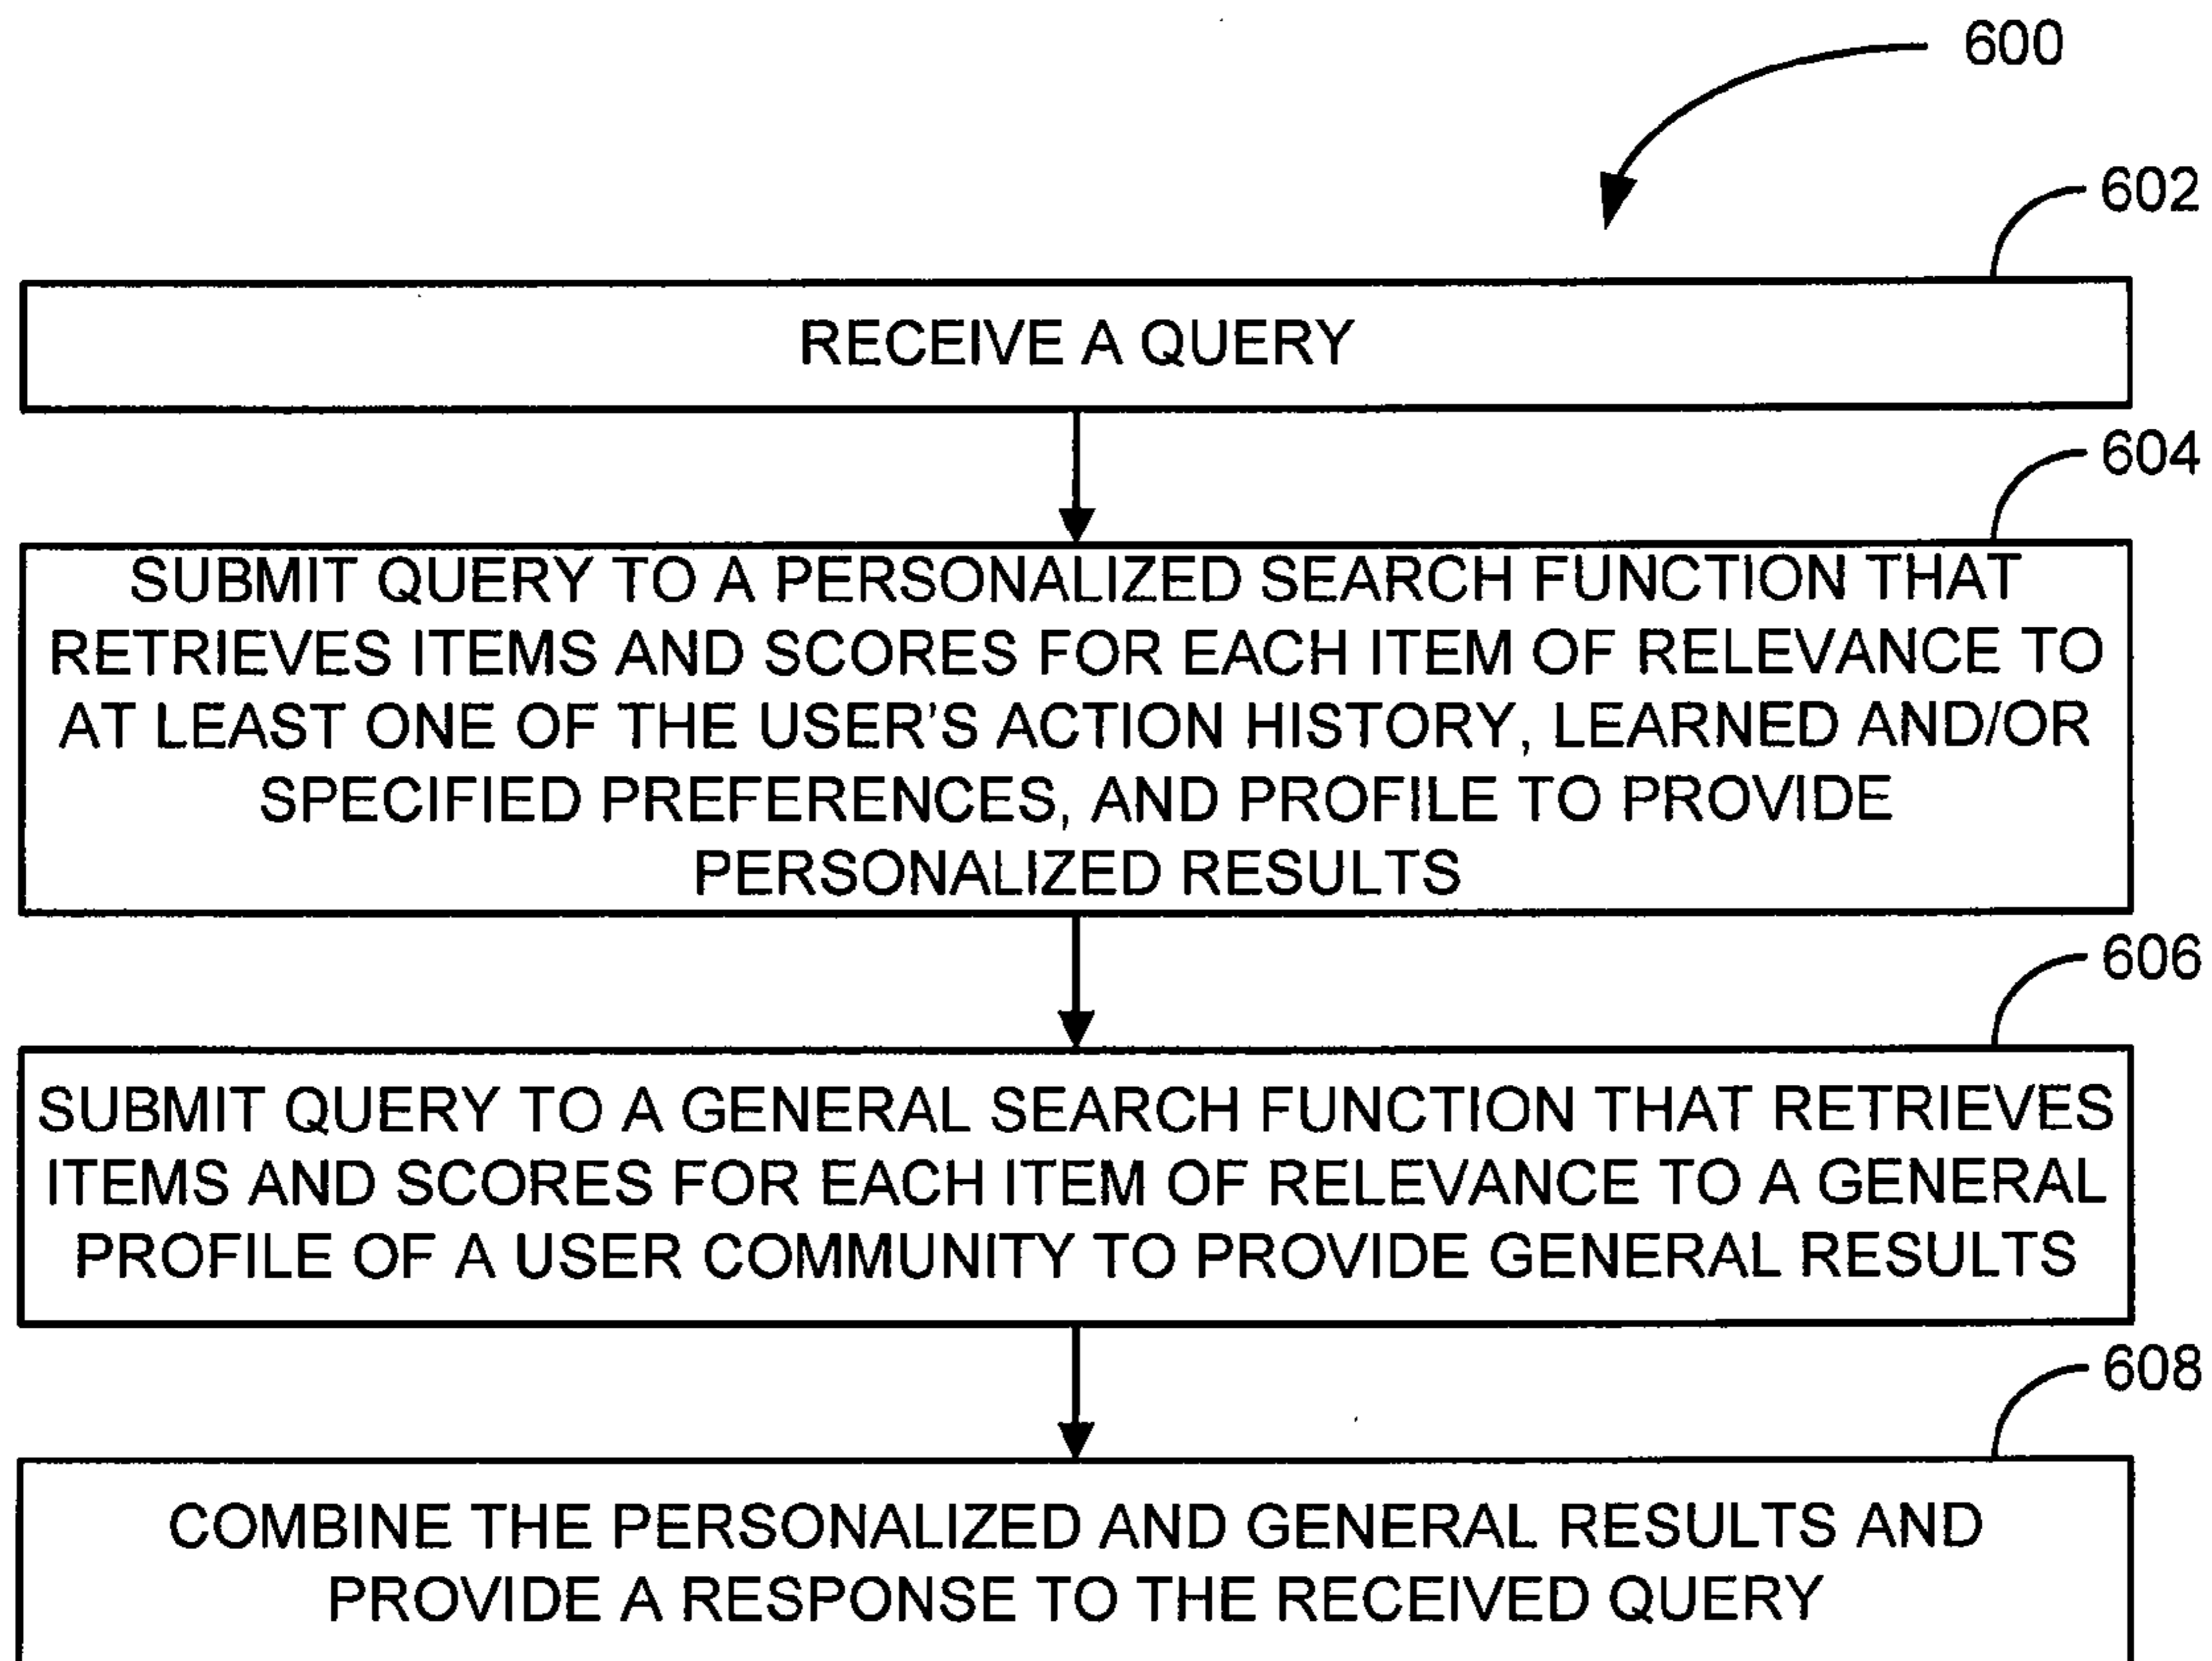 600
602
RECEIVE A QUERY
604
SUBMIT QUERY TO A PERSONALIZED SEARCH FUNCTION THAT
RETRIEVES ITEMS AND SCORES FOR EACH ITEM OF RELEVANCE TO
AT LEAST ONE OF THE USER'S ACTION HISTORY, LEARNED AND/OR
SPECIFIED PREFERENCES, AND PROFILE TO PROVIDE
PERSONALIZED RESULTS
606
SUBMIT QUERY TO A GENERAL SEARCH FUNCTION THAT RETRIEVES
ITEMS AND SCORES FOR EACH ITEM OF RELEVANCE TO A GENERAL
PROFILE OF A USER COMMUNITY TO PROVIDE GENERAL RESULTS
608
COMBINE THE PERSONALIZED AND GENERAL RESULTS AND
PROVIDE A RESPONSE TO THE RECEIVED QUERY